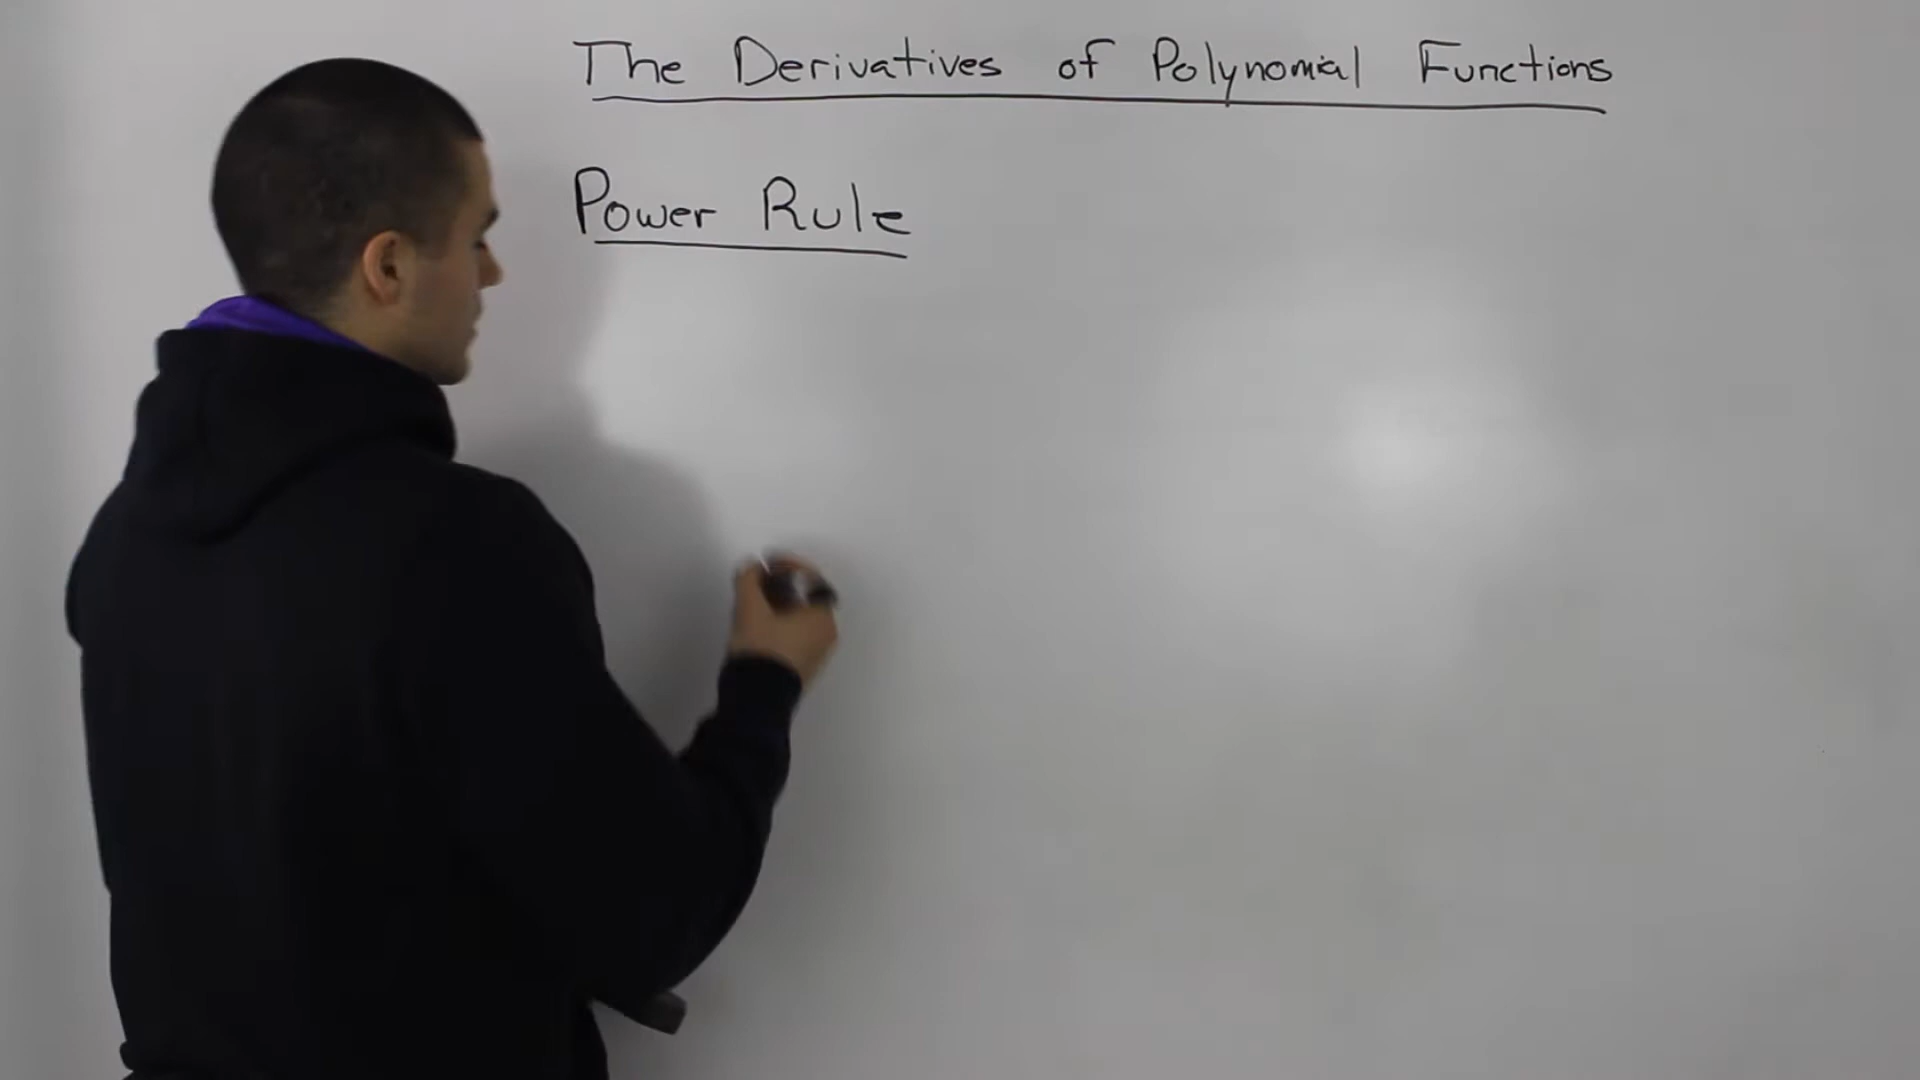 The Derivatives of Polynomial Functions
Power Rule